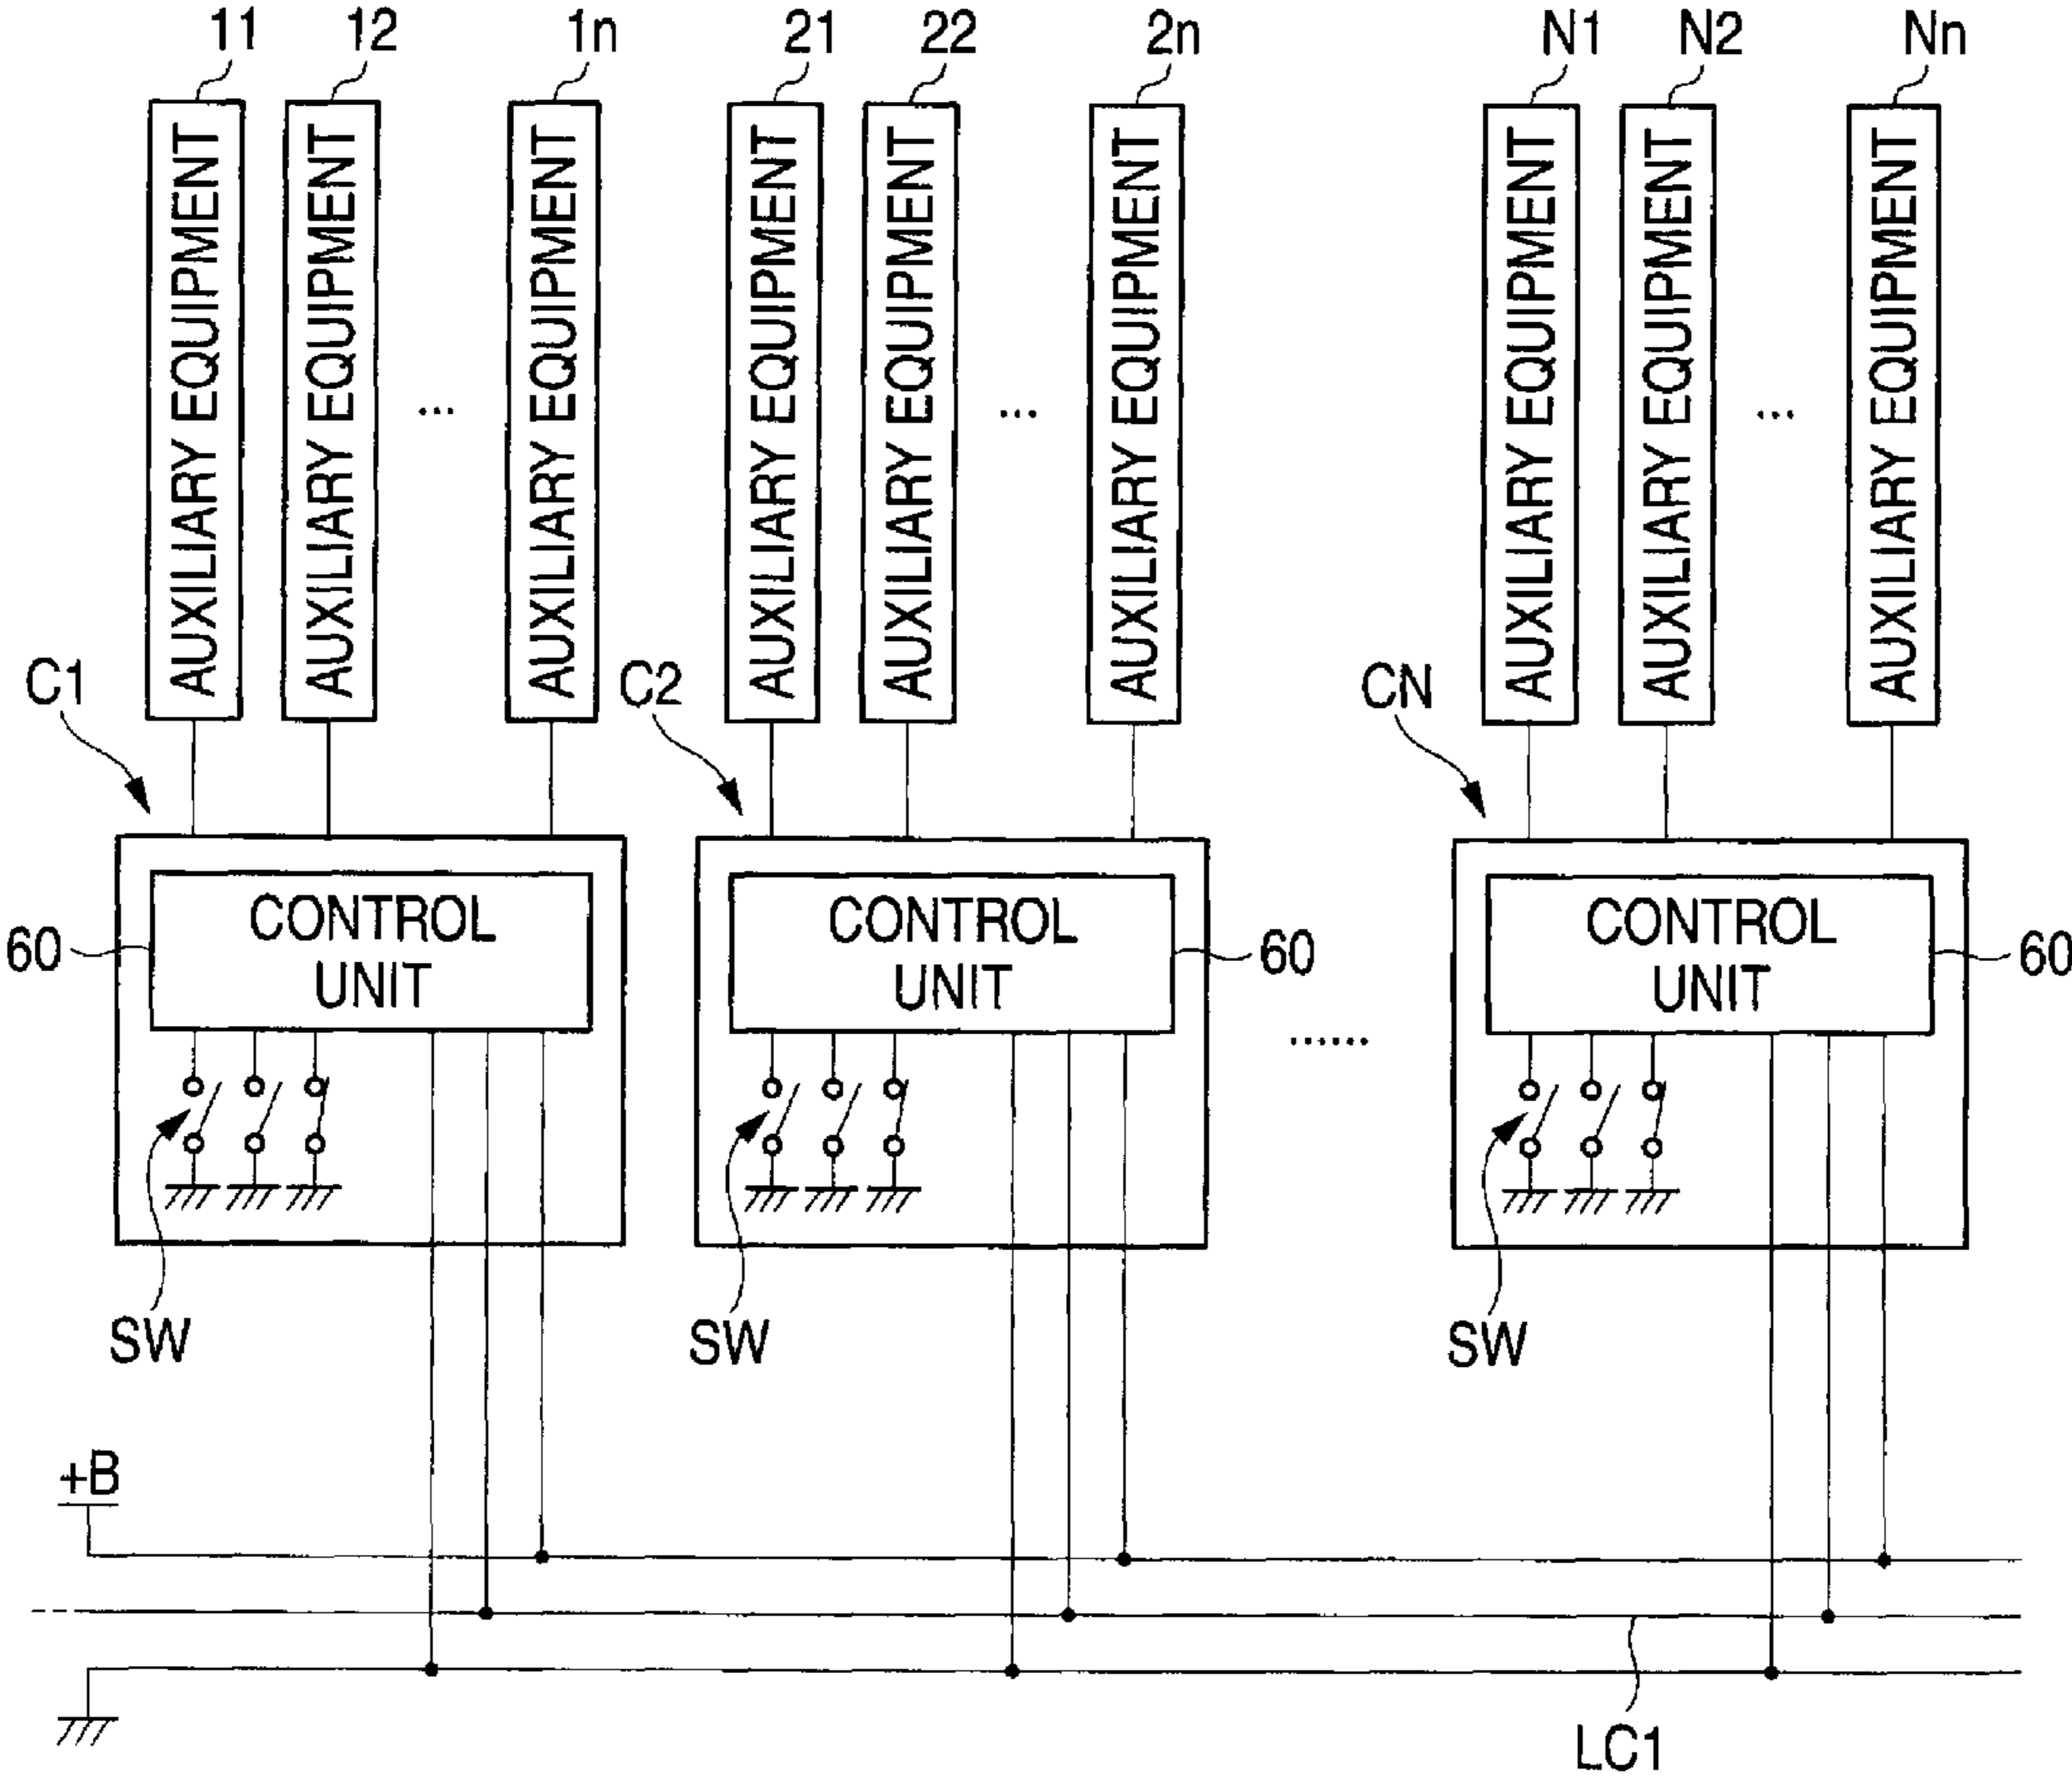 11 12 1n 21 22 2n N1 N2 Nn
AUXILIARY EQUIPMENT
AUXILIARY EQUIPMENT
...
AUXILIARY EQUIPMENT
AUXILIARY EQUIPMENT
AUXILIARY EQUIPMENT
...
AUXILIARY EQUIPMENT
AUXILIARY EQUIPMENT
AUXILIARY EQUIPMENT
...
AUXILIARY EQUIPMENT
C1 C2 CN
60
CONTROL
UNIT
CONTROL
UNIT
60
......
CONTROL
UNIT
60
SW SW SW
+B
LC1